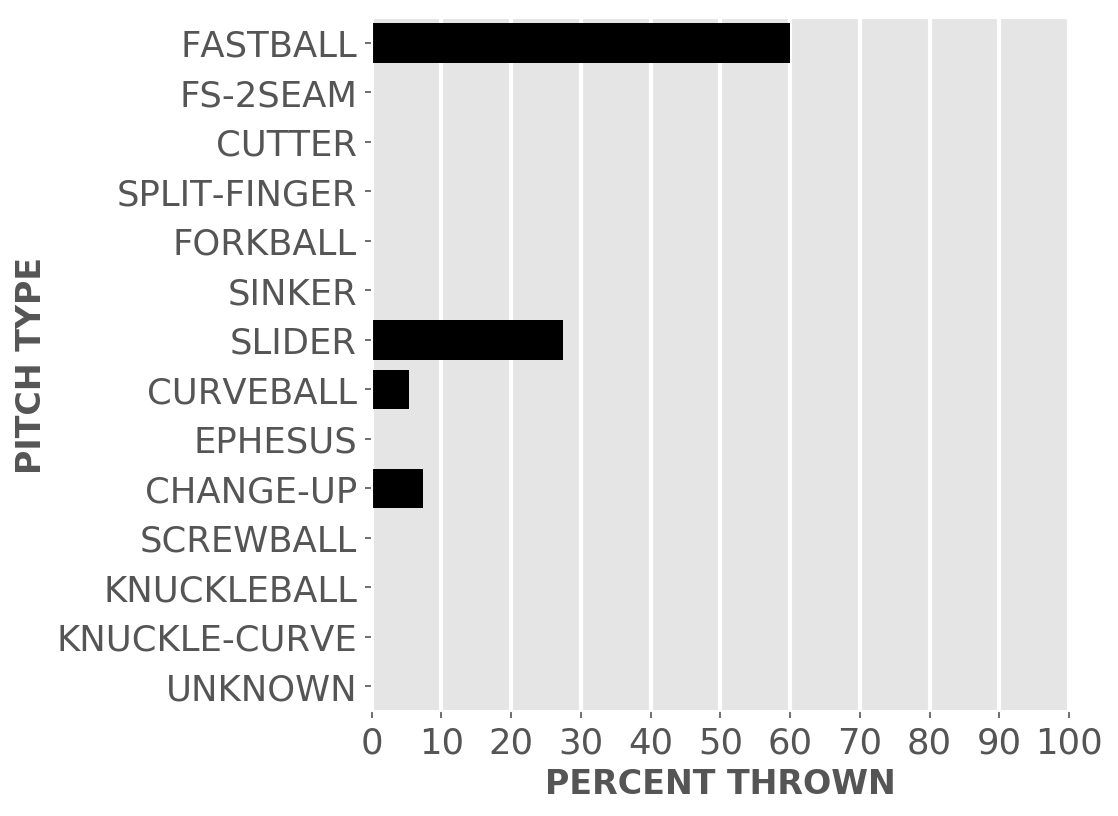 FASTBALL
FS-2SEAM
CUTTER
SPLIT-FINGER
FORKBALL
SINKER
SLIDER
CURVEBALL
EPHESUS
CHANGE-UP
SCREWBALL
KNUCKLEBALL
KNUCKLE-CURVE
UNKNOWN
PITCH TYPE
0 10 20 30 40 50 60 70 80 90 100
PERCENT THROWN